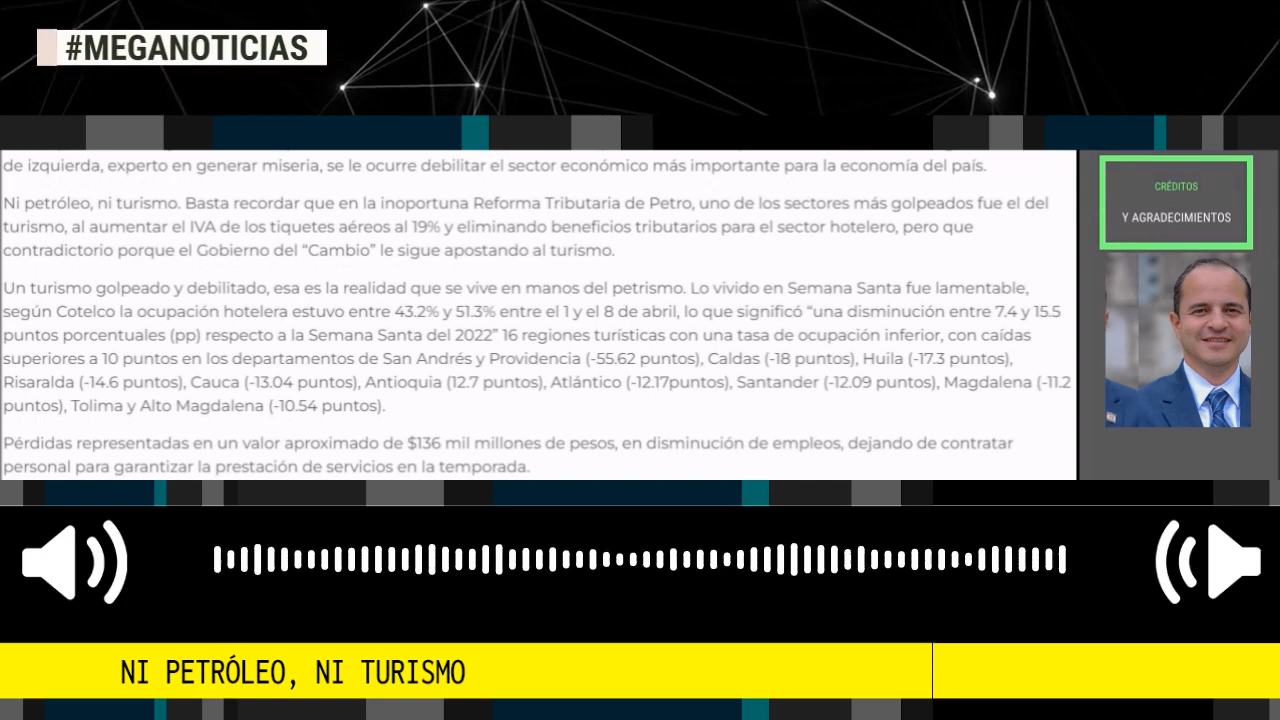 #MEGANOTICIAS
de izquierda, experto en generar miseria, se le ocurre debilitar el sector económico más importante para la economía del país.
Ni petróleo, ni turismo. Basta recordar que en la inoportuna Reforma Tributaria de Petro, uno de los sectores más golpeados fue el del
turismo, al aumentar el IVA de los tiquetes aéreos al 19% y eliminando beneficios tributarios para el sector hotelero, pero que
contradictorio porque el Gobierno del “Cambio” le sigue apostando al turismo.
Un turismo golpeado y debilitado, esa es la realidad que se vive en manos del petrismo. Lo vivido en Semana Santa fue lamentable,
según Cotelco la ocupación hotelera estuvo entre 43.2% y 51.3% entre el 1 y el 8 de abril, lo que significó “una disminución entre 7.4 y 15.5
puntos porcentuales (pp) respecto a la Semana Santa del 2022” 16 regiones turísticas con una tasa de ocupación inferior, con caídas
superiores a 10 puntos en los departamentos de San Andrés y Providencia (-55.62 puntos), Caldas (-18 puntos), Huila (-17.3 puntos),
Risaralda (-14.6 puntos), Cauca (-13.04 puntos), Antioquia (12.7 puntos), Atlántico (-12.17puntos), Santander (-12.09 puntos), Magdalena (-11.2
puntos), Tolima y Alto Magdalena (-10.54 puntos).
Pérdidas representadas en un valor aproximado de $136 mil millones de pesos, en disminución de empleos, dejando de contratar
personal para garantizar la prestación de servicios en la temporada.
CRÉDITOS
Y AGRADECIMIENTOS
NI PETRÓLEO, NI TURISMO